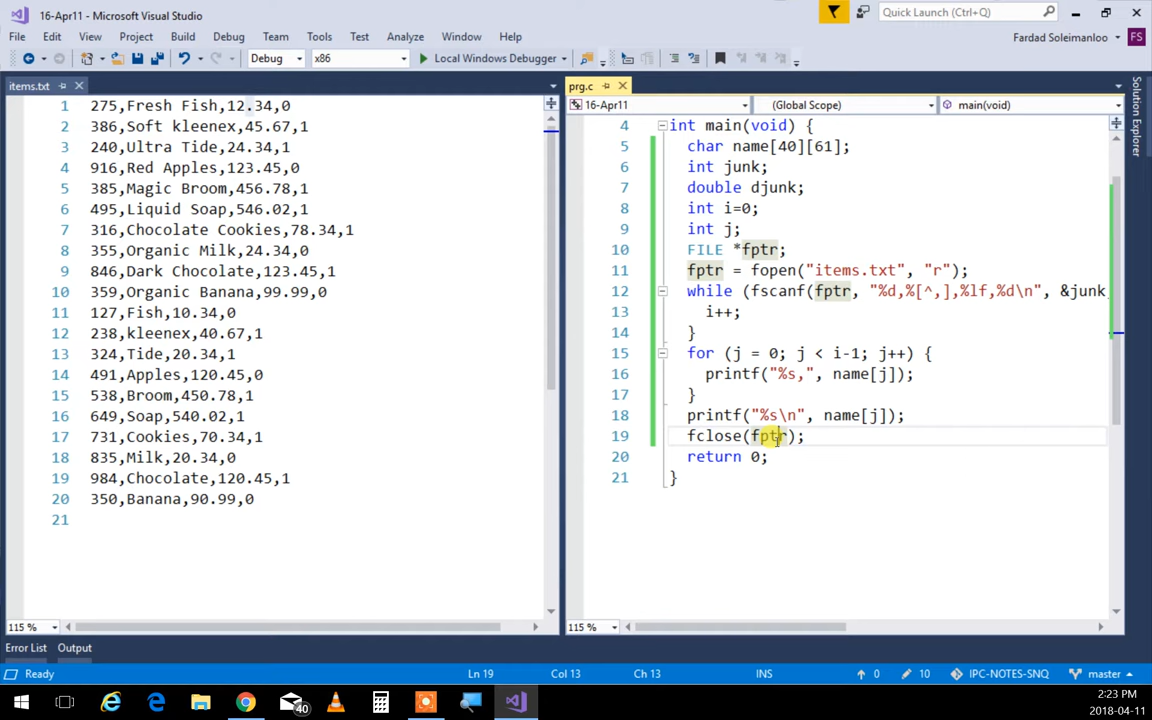 16-Apr11 - Microsoft Visual Studio
Quick Launch (Ctrl+Q)
File Edit View Project Build Debug Team Tools Test Analyze Window Help
Fardad Soleimanloo FS
Debug x86 Local Windows Debugger
items.txt
1 275,Fresh Fish,12.34,0
2 386,Soft kleenex,45.67,1
3 240,Ultra Tide,24.34,1
4 916,Red Apples,123.45,0
5 385,Magic Broom,456.78,1
6 495,Liquid Soap,546.02,1
7 316,Chocolate Cookies,78.34,1
8 355,Organic Milk,24.34,0
9 846,Dark Chocolate,123.45,1
10 359,Organic Banana,99.99,0
11 127,Fish,10.34,0
12 238,kleenex,40.67,1
13 324,Tide,20.34,1
14 491,Apples,120.45,0
15 538,Broom,450.78,1
16 649,Soap,540.02,1
17 731,Cookies,70.34,1
18 835,Milk,20.34,0
19 984,Chocolate,120.45,1
20 350,Banana,90.99,0
21
115 %
prg.c
16-Apr11 (Global Scope) main(void)
4 int main(void) {
5 char name[40][61];
6 int junk;
7 double djunk;
8 int i=0;
9 int j;
10 FILE *fptr;
11 fptr = fopen("items.txt", "r");
12 while (fscanf(fptr, "%d,%[^,],%lf,%d\n", &junk
13 i++;
14 }
15 for (j = 0; j < i-1; j++) {
16 printf("%s,", name[j]);
17 }
18 printf("%s\n", name[j]);
19 fclose(fptr);
20 return 0;
21 }
115 %
Solution Explorer
Error List Output
Ready Ln 19 Col 13 Ch 13 INS 0 10 IPC-NOTES-SNQ master
40
2:23 PM
2018-04-11